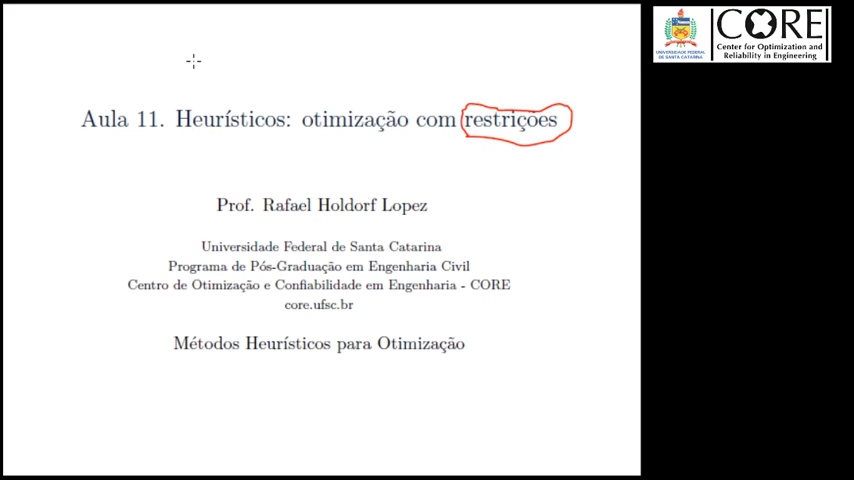 Aula 11. Heurísticos: otimização com restrições
Prof. Rafael Holdorf Lopez
Universidade Federal de Santa Catarina
Programa de Pós-Graduação em Engenharia Civil
Centro de Otimização e Confiabilidade em Engenharia - CORE
core.ufsc.br
Métodos Heurísticos para Otimização
UNIVERSIDADE FEDERAL
DE SANTA CATARINA
CORE
Center for Optimization and
Reliability in Engineering